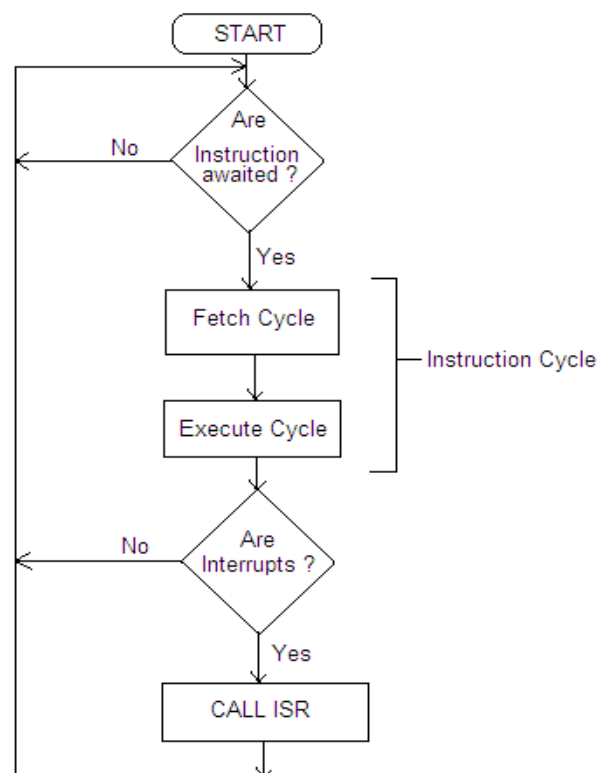 START
Are
Instruction
awaited ?
No
Yes
Fetch Cycle
Instruction Cycle
Execute Cycle
Are
Interrupts ?
No
Yes
CALL ISR